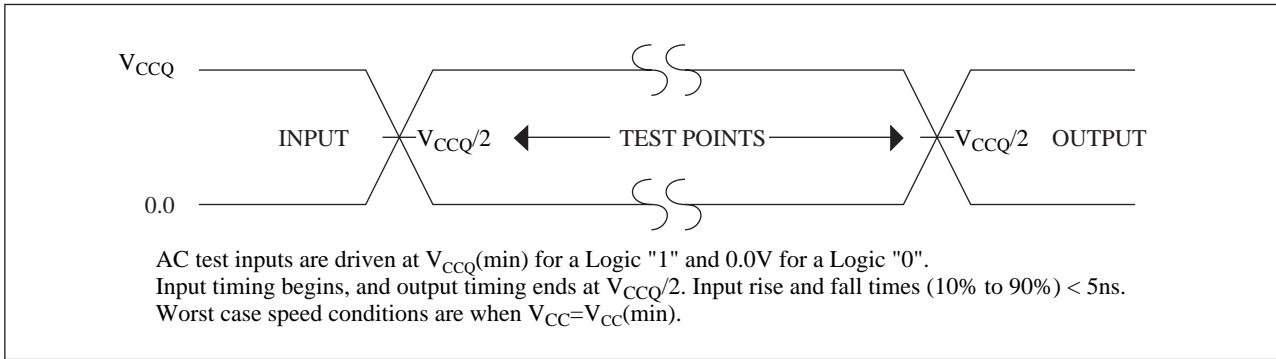 VCCQ
INPUT VCCQ/2 TEST POINTS VCCQ/2 OUTPUT
0.0
AC test inputs are driven at VCCQ(min) for a Logic "1" and 0.0V for a Logic "0".
Input timing begins, and output timing ends at VCCQ/2. Input rise and fall times (10% to 90%) < 5ns.
Worst case speed conditions are when VCC=VCC(min).